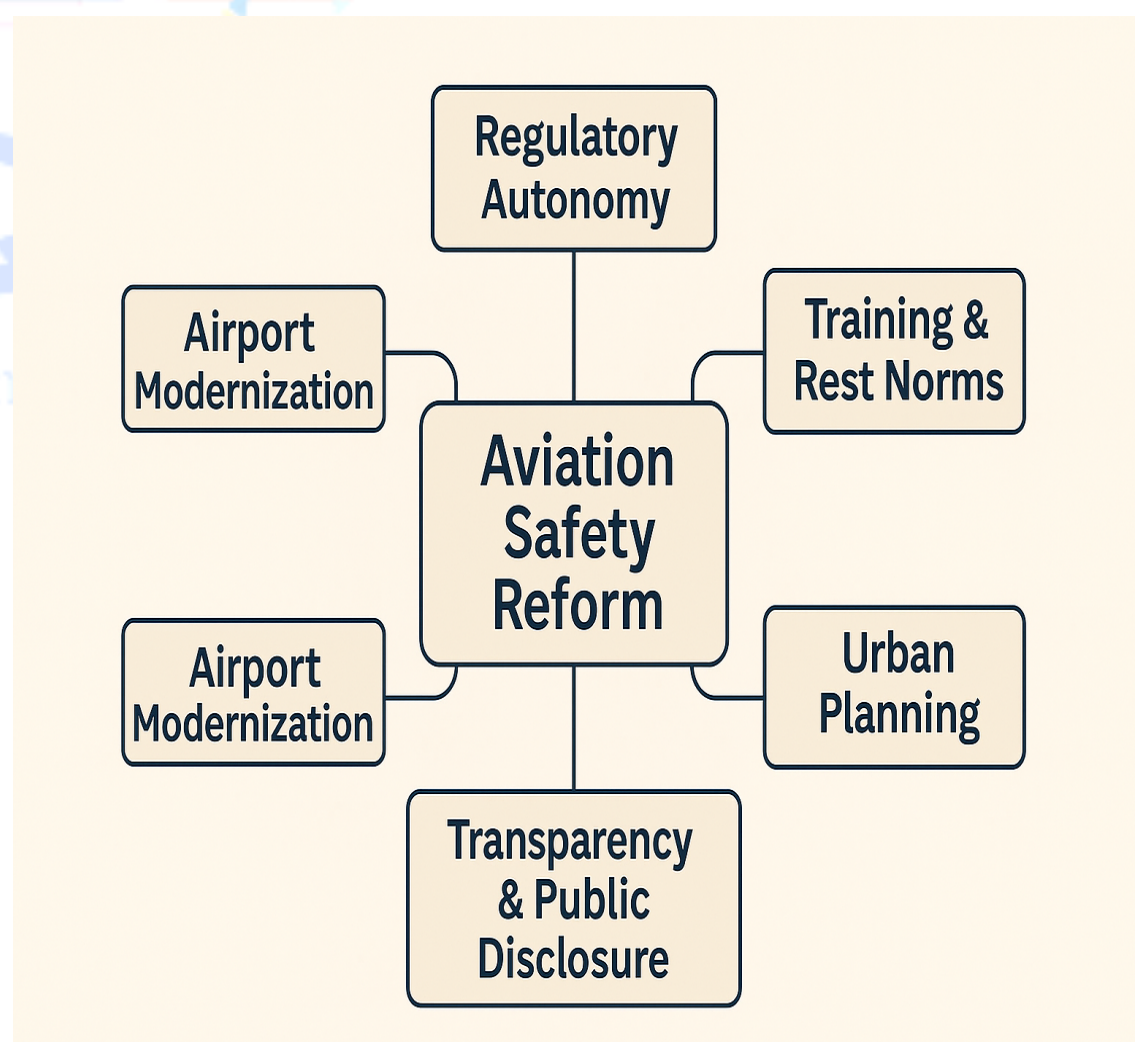 Regulatory
Autonomy
Airport
Modernization
Training &
Rest Norms
Aviation
Safety
Reform
Airport
Modernization
Urban
Planning
Transparency
& Public
Disclosure